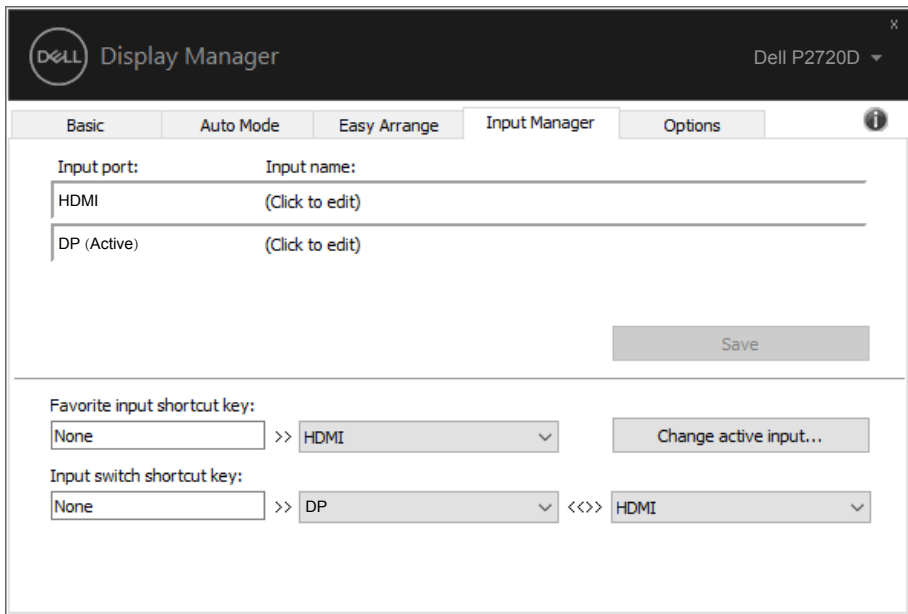 x
DELL Display Manager
Dell P2720D
Basic Auto Mode Easy Arrange Input Manager Options i
Input port: Input name:
HDMI (Click to edit)
DP (Active) (Click to edit)
Save
Favorite input shortcut key:
None >> HDMI Change active input...
Input switch shortcut key:
None >> DP <<>> HDMI